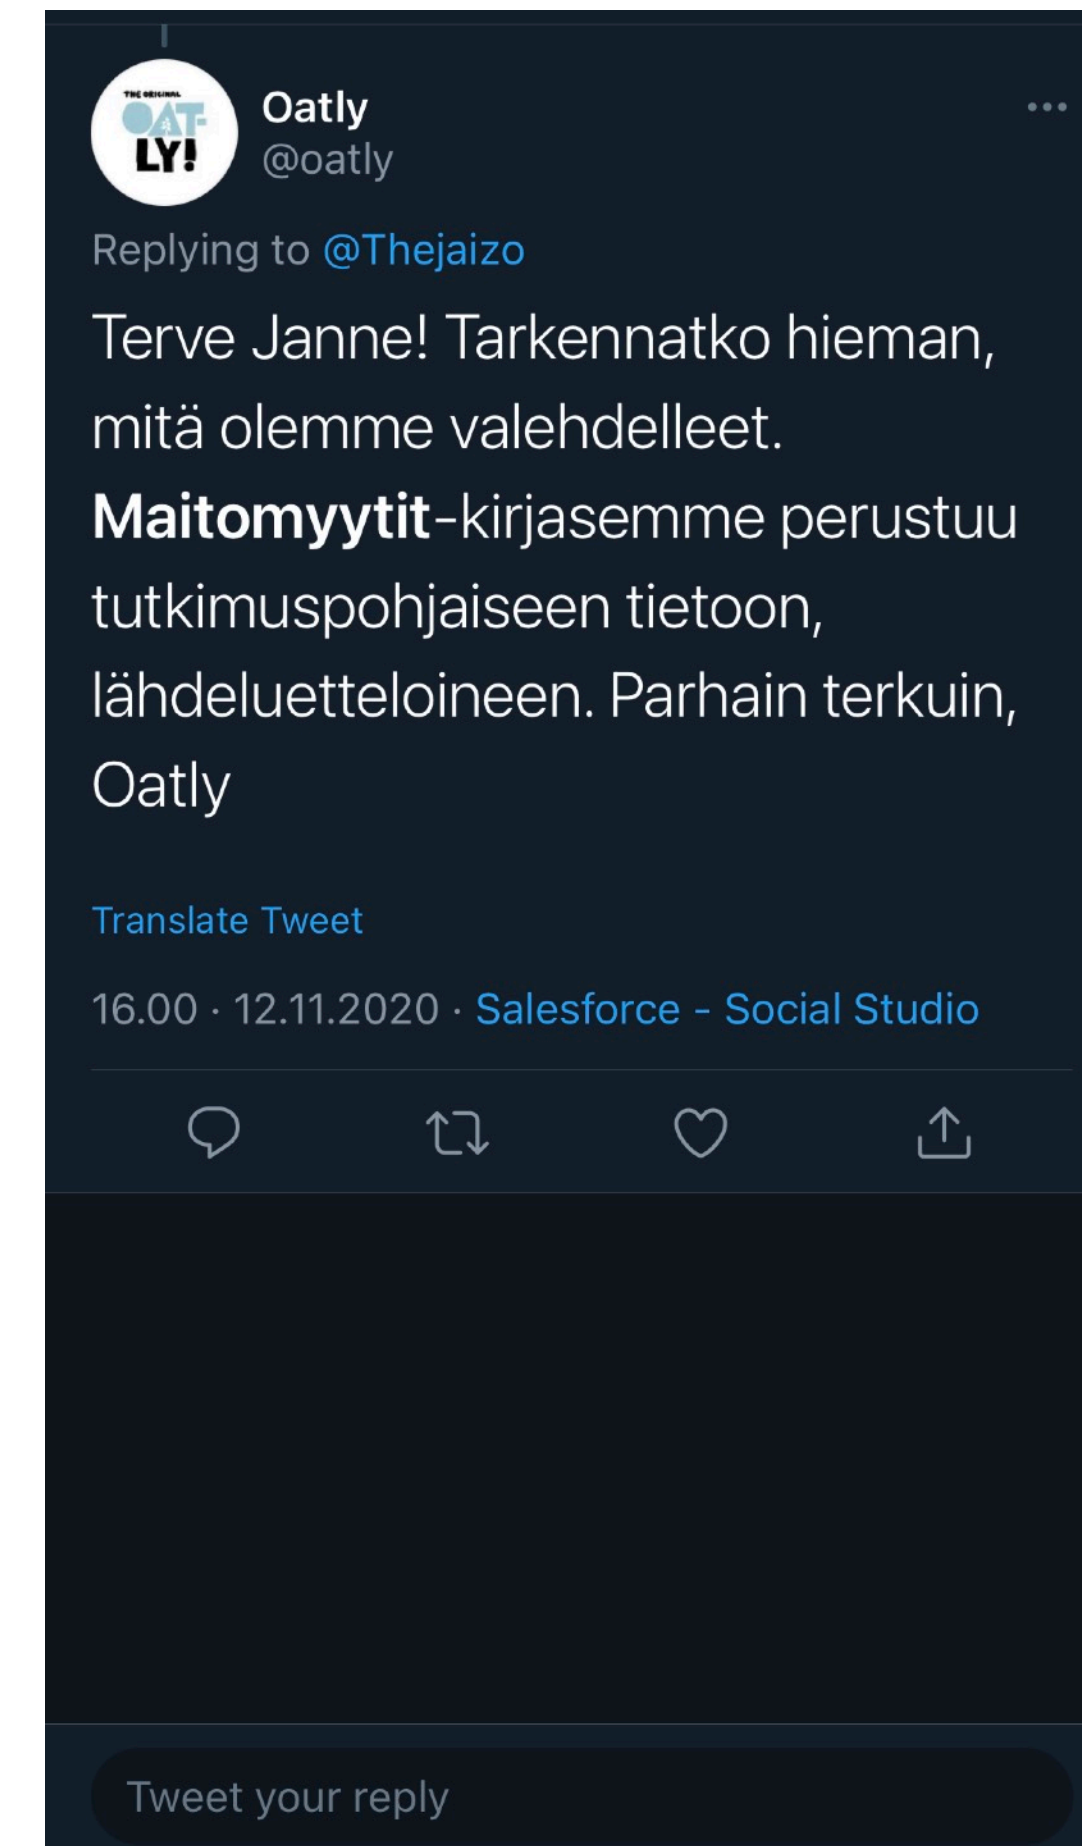 THE ORIGINAL
OAT-
LY!
Oatly
@oatly
Replying to @Thejaizo
Terve Janne! Tarkennatko hieman,
mitä olemme valehdelleet.
Maitomyytit-kirjasemme perustuu
tutkimuspohjaiseen tietoon,
lähdeluetteloineen. Parhain terkuin,
Oatly
Translate Tweet
16.00 · 12.11.2020 · Salesforce - Social Studio
Tweet your reply